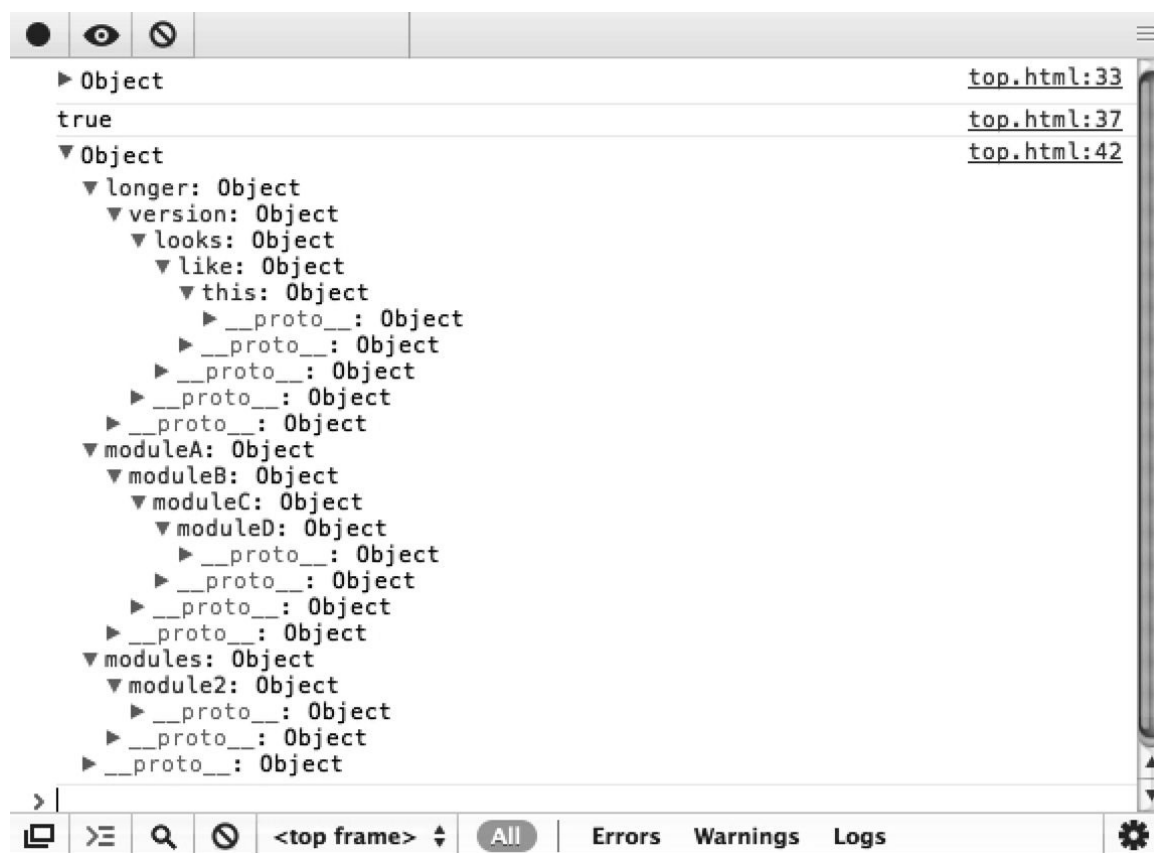 ▶ Object top.html:33
true top.html:37
▼ Object top.html:42
▼ longer: Object
▼ version: Object
▼ looks: Object
▼ like: Object
▼ this: Object
▶ __proto__: Object
▶ __proto__: Object
▶ __proto__: Object
▶ __proto__: Object
▶ __proto__: Object
▼ moduleA: Object
▼ moduleB: Object
▼ moduleC: Object
▼ moduleD: Object
▶ __proto__: Object
▶ __proto__: Object
▶ __proto__: Object
▶ __proto__: Object
▼ modules: Object
▼ module2: Object
▶ __proto__: Object
▶ __proto__: Object
▶ __proto__: Object
>
<top frame> All Errors Warnings Logs